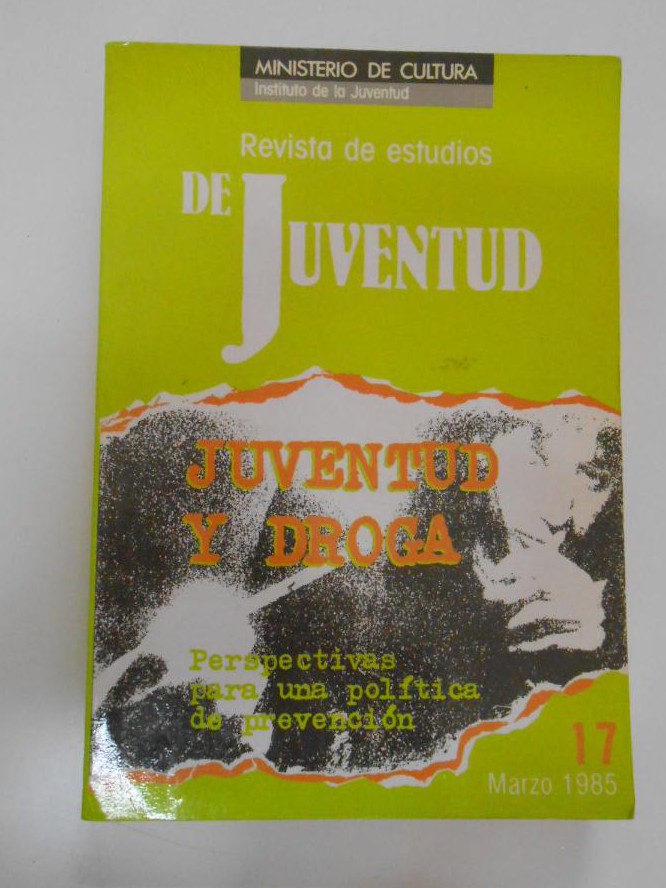 MINISTERIO DE CULTURA
Instituto de la Juventud
Revista de estudios
DE JUVENTUD
JUVENTUD
Y DROGA
Perspectivas
para una política
de prevención
17
Marzo 1985